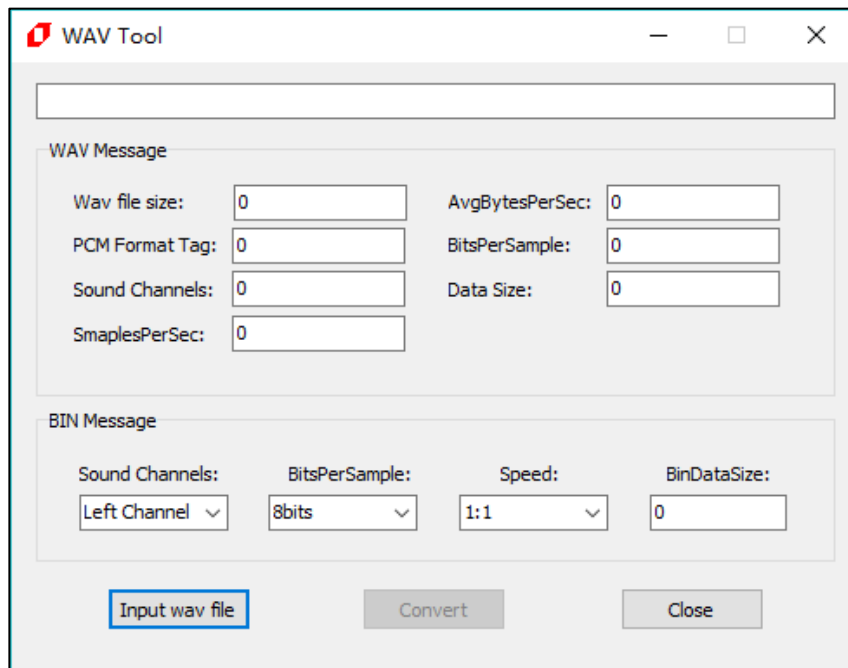 WAV Tool
WAV Message
Wav file size: 0 AvgBytesPerSec: 0
PCM Format Tag: 0 BitsPerSample: 0
Sound Channels: 0 Data Size: 0
SmaplesPerSec: 0
BIN Message
Sound Channels: BitsPerSample: Speed: BinDataSize:
Left Channel 8bits 1:1 0
Input wav file Convert Close